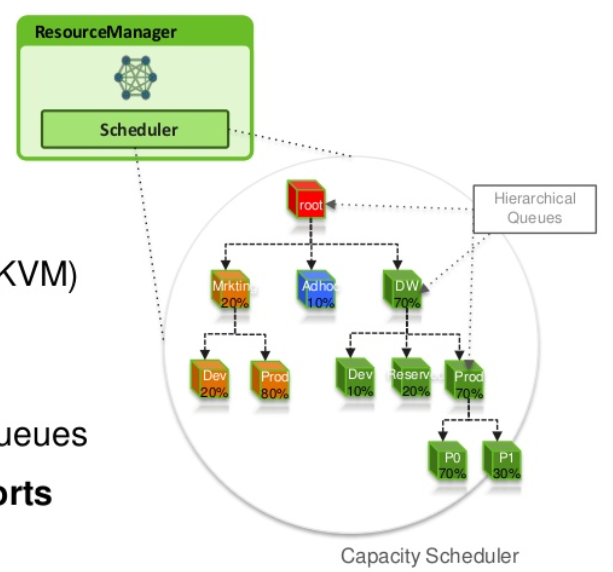 ResourceManager
Scheduler
root
Hierarchical
Queues
KVM)
Mrkting
20%
Adhoc
10%
DW
70%
Dev
20%
Prod
80%
Dev
10%
Reserved
20%
Prod
70%
ueues
P0
70%
P1
30%
orts
Capacity Scheduler